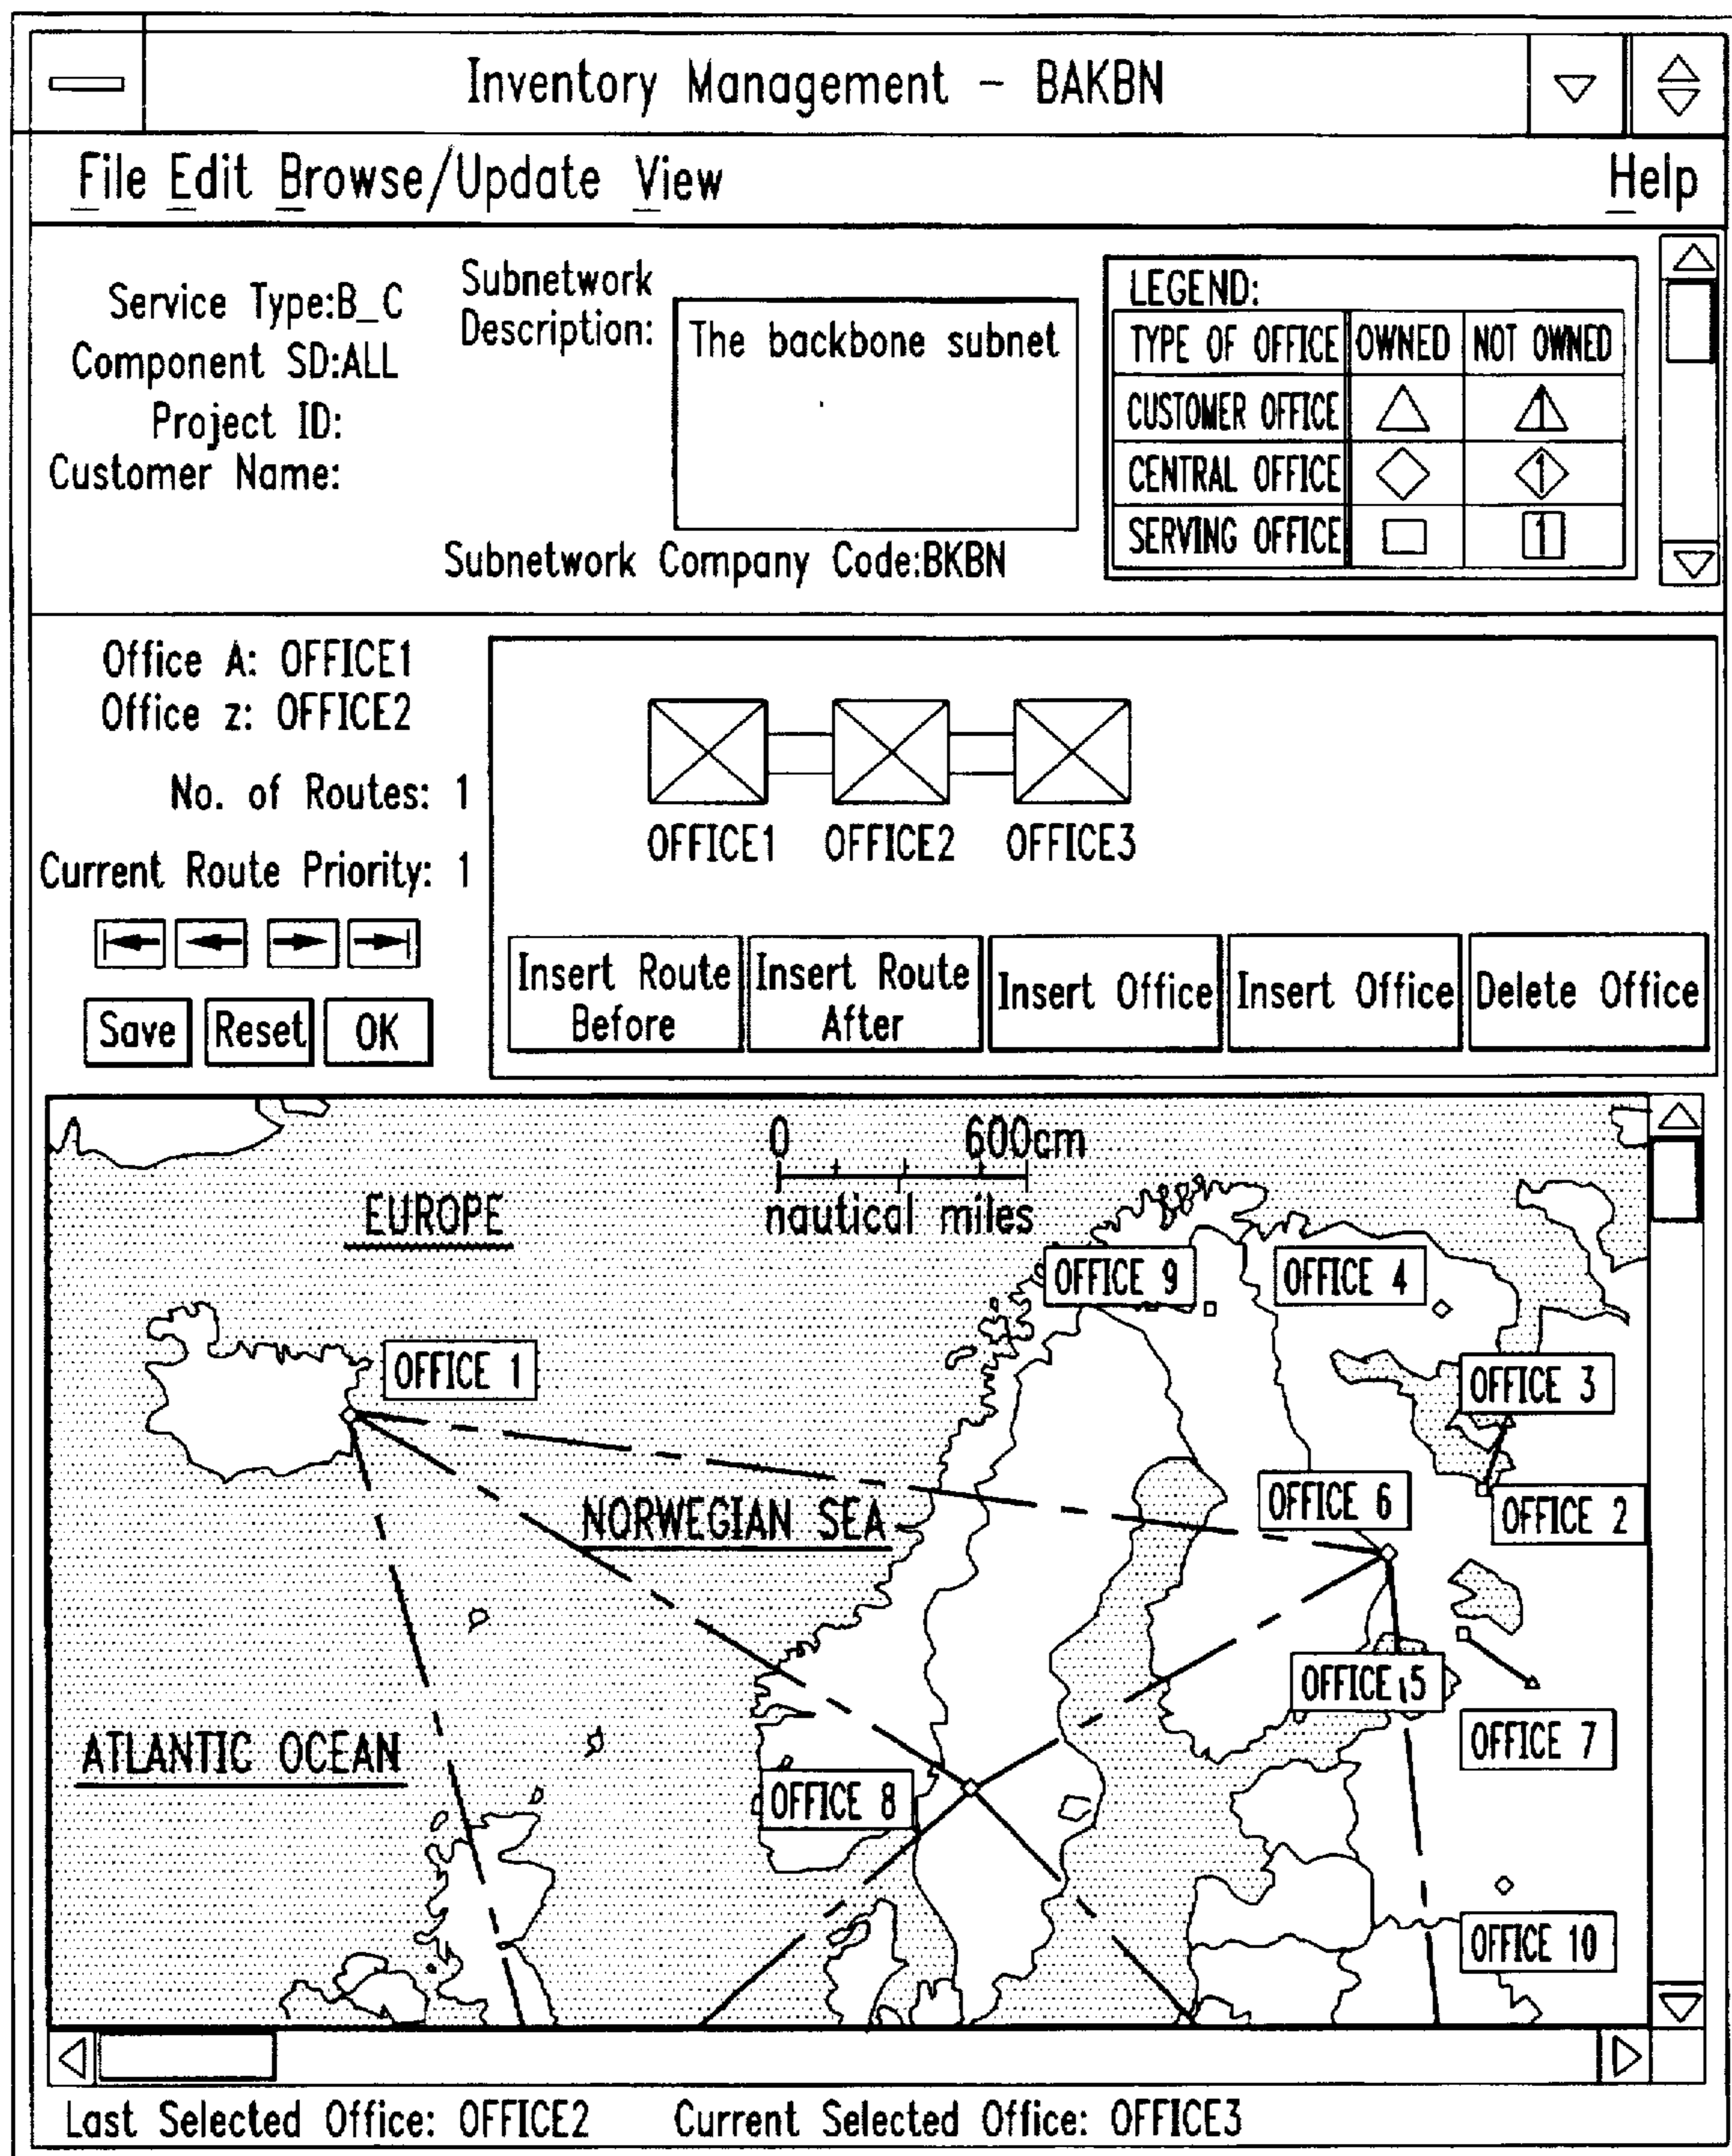 Inventory Management - BAKBN
File Edit Browse/Update View Help
Service Type:B_C
Component SD:ALL
Project ID:
Customer Name:
Subnetwork
Description:
The backbone subnet
Subnetwork Company Code:BKBN
LEGEND:
TYPE OF OFFICE OWNED NOT OWNED
CUSTOMER OFFICE
CENTRAL OFFICE 1
SERVING OFFICE 1
Office A: OFFICE1
Office z: OFFICE2
No. of Routes: 1
Current Route Priority: 1
Save Reset OK
OFFICE1 OFFICE2 OFFICE3
Insert Route
Before
Insert Route
After
Insert Office
Insert Office
Delete Office
0 600cm
nautical miles
EUROPE
OFFICE 9
OFFICE 4
OFFICE 1
OFFICE 3
NORWEGIAN SEA
OFFICE 6
OFFICE 2
OFFICE 5
OFFICE 7
ATLANTIC OCEAN
OFFICE 8
OFFICE 10
Last Selected Office: OFFICE2 Current Selected Office: OFFICE3